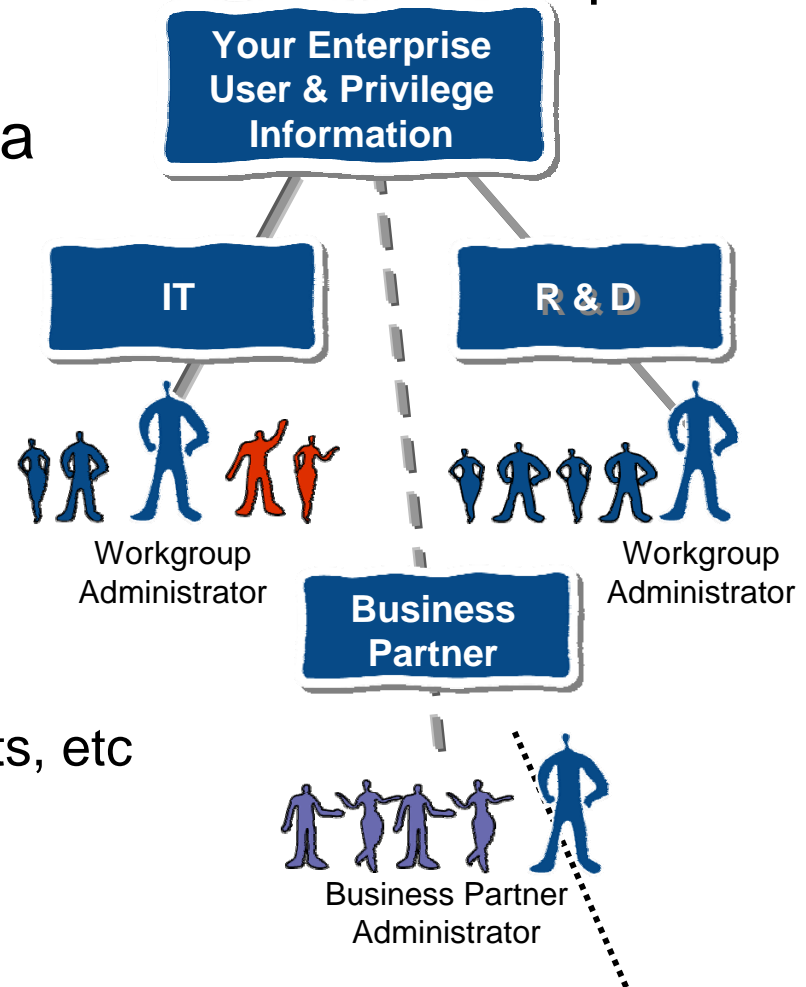 Your Enterprise
User & Privilege
Information
a
IT
R & D
Workgroup
Administrator
Workgroup
Administrator
Business
Partner
ts, etc
Business Partner
Administrator